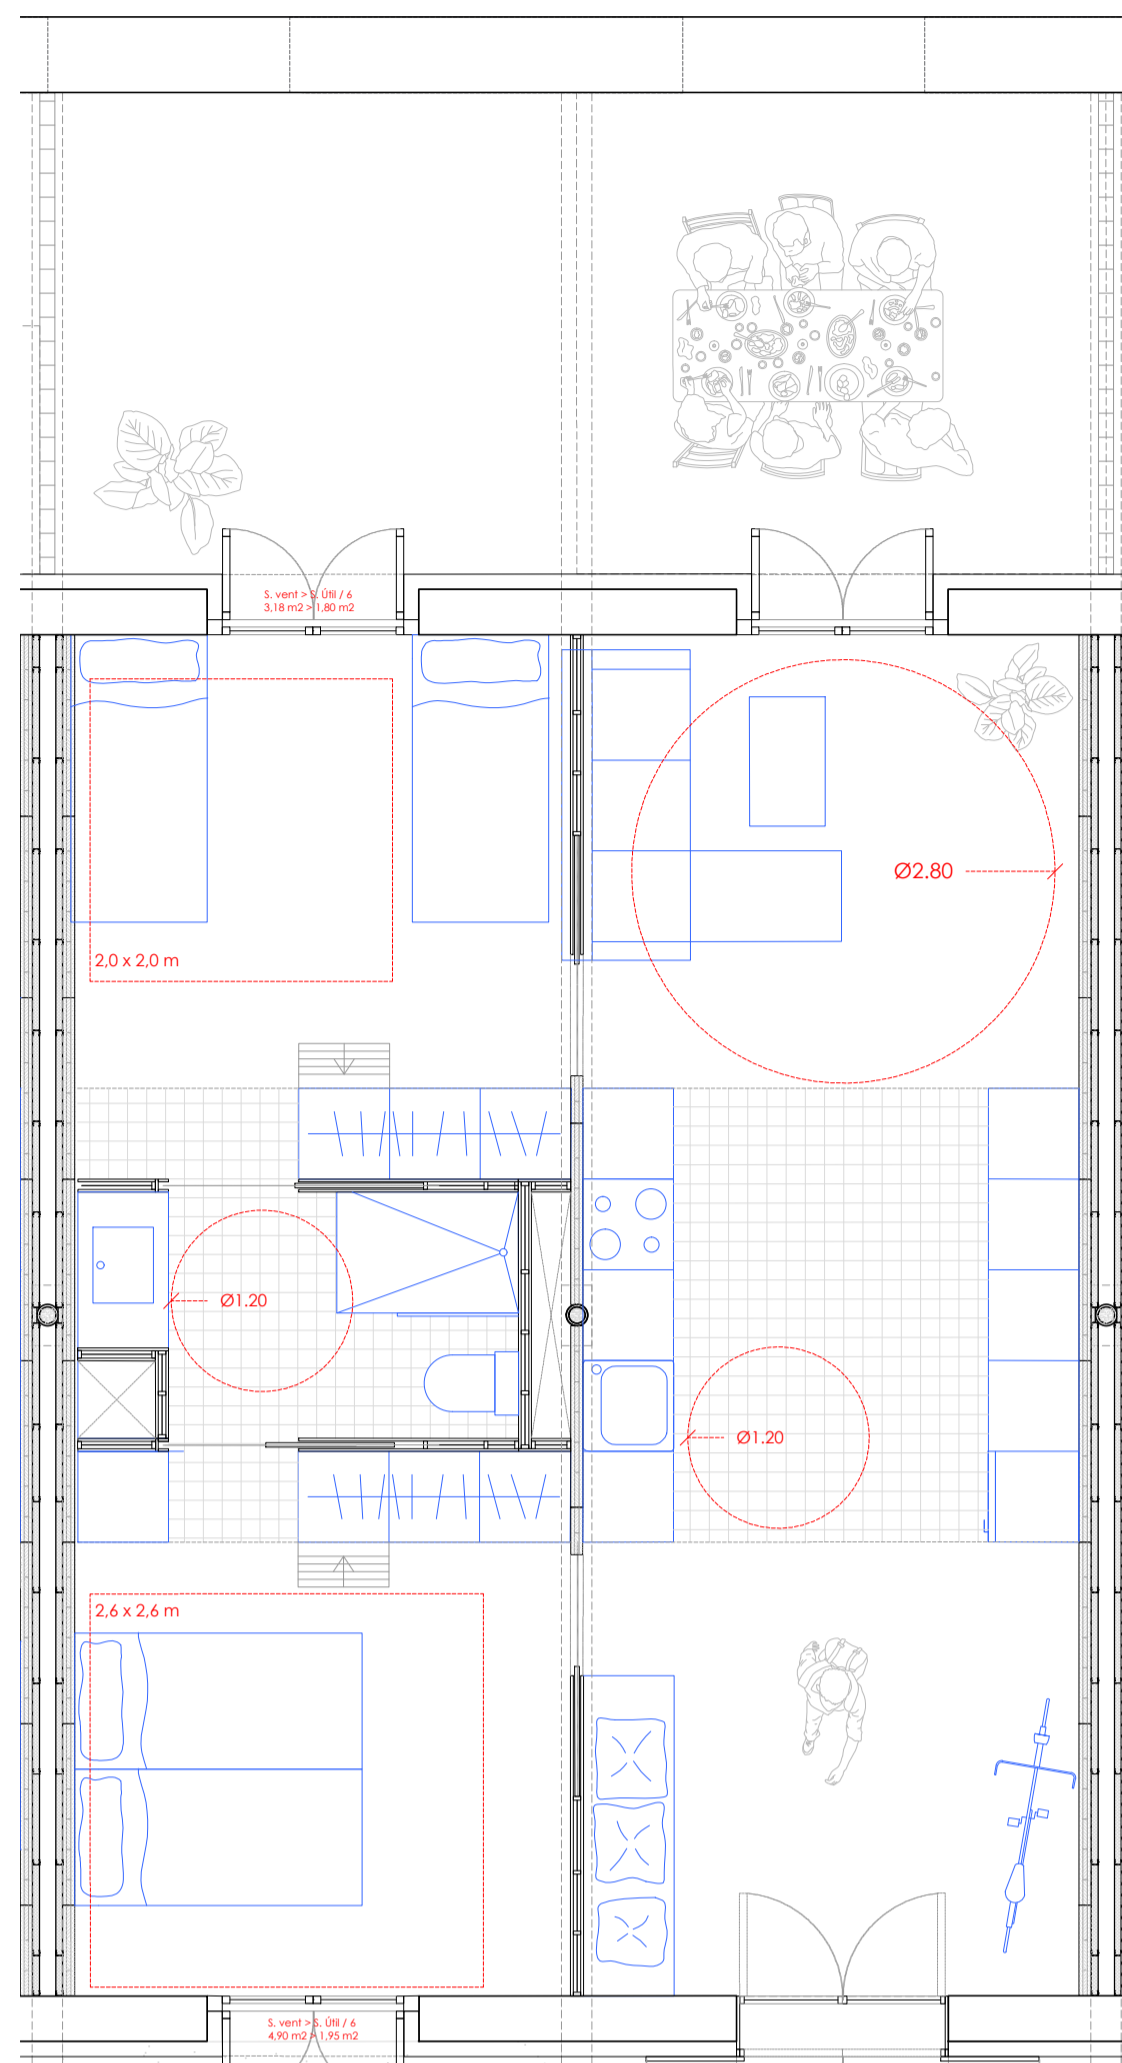 S. vent > S. Útil / 6
3,18 m2 > 1,80 m2
Ø2.80
2,0 x 2,0 m
Ø1.20
Ø1.20
2,6 x 2,6 m
S. vent > S. Útil / 6
4,90 m2 > 1,95 m2